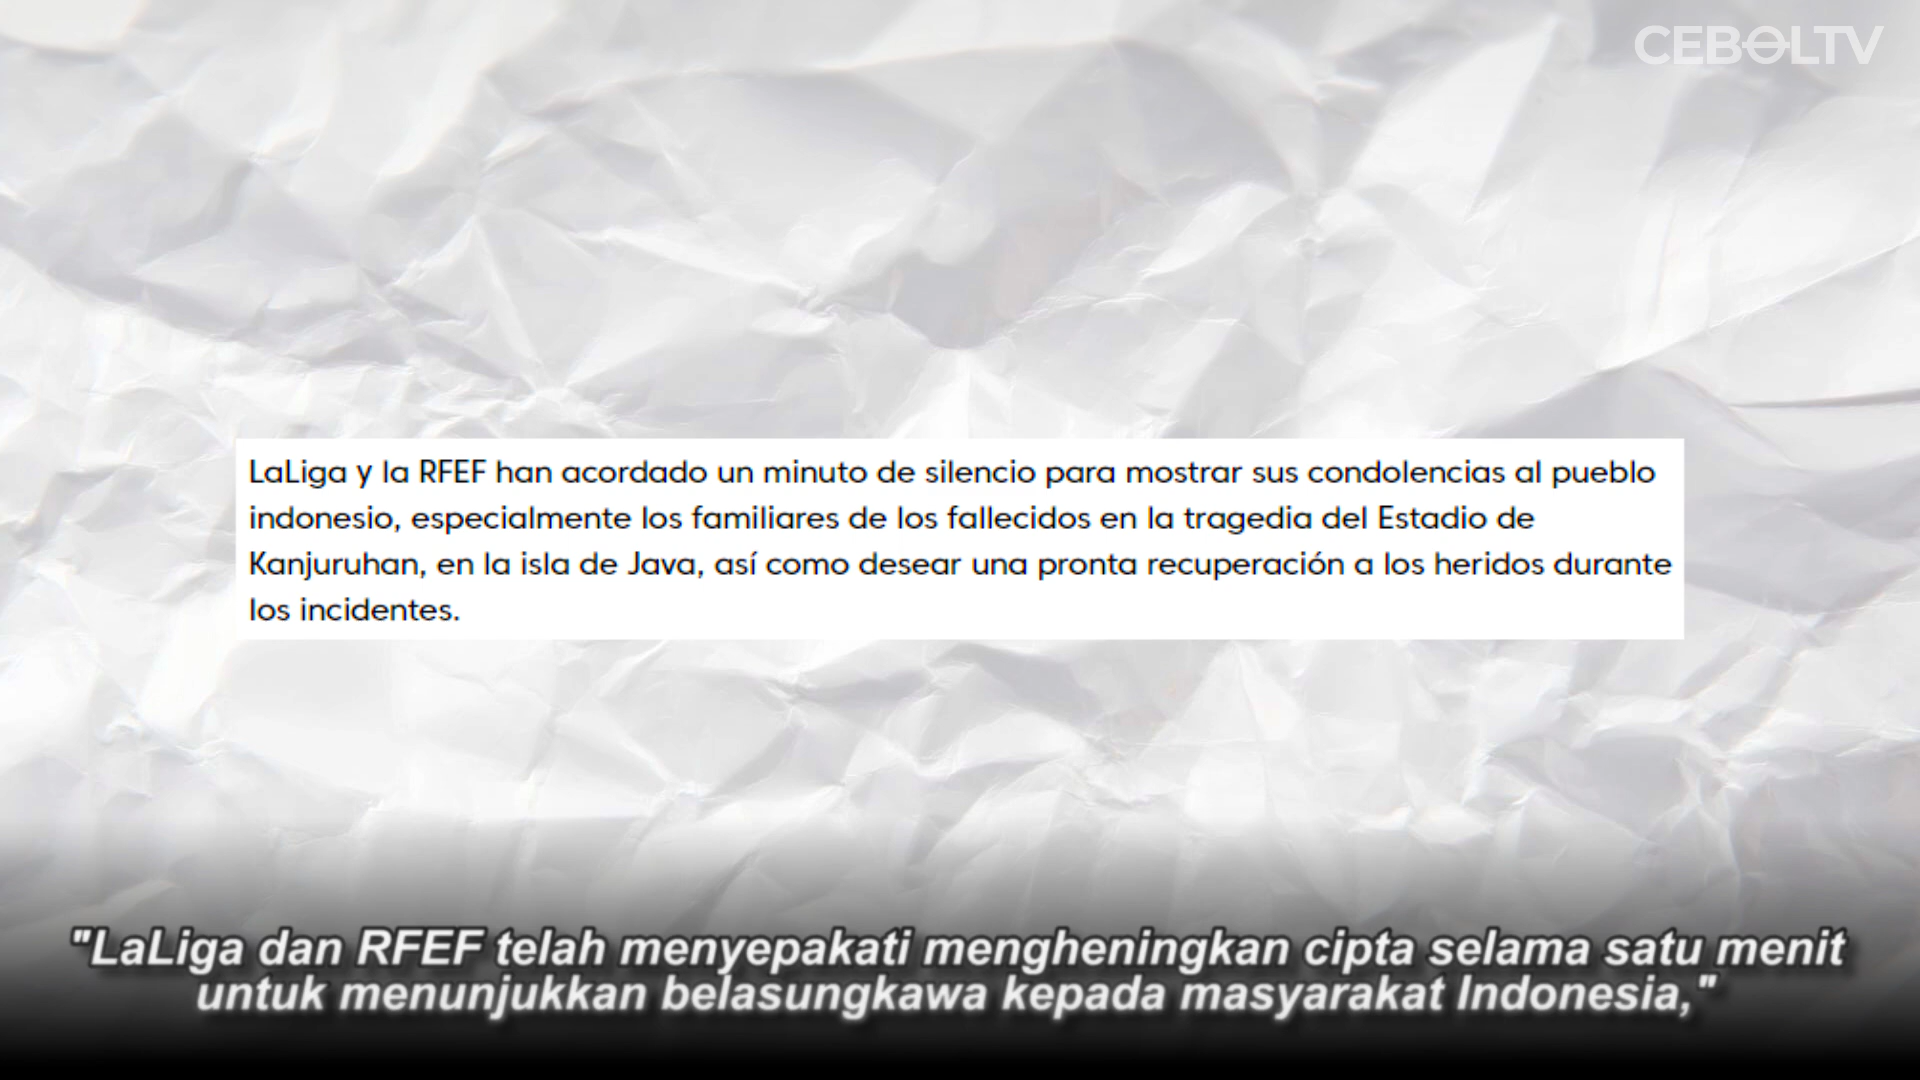 CEBOLTV
LaLiga y la RFEF han acordado un minuto de silencio para mostrar sus condolencias al pueblo
indonesio, especialmente los familiares de los fallecidos en la tragedia del Estadio de
Kanjuruhan, en la isla de Java, así como desear una pronta recuperación a los heridos durante
los incidentes.
"LaLiga dan RFEF telah menyepakati mengheningkan cipta selama satu menit
untuk menunjukkan belasungkawa kepada masyarakat Indonesia,"